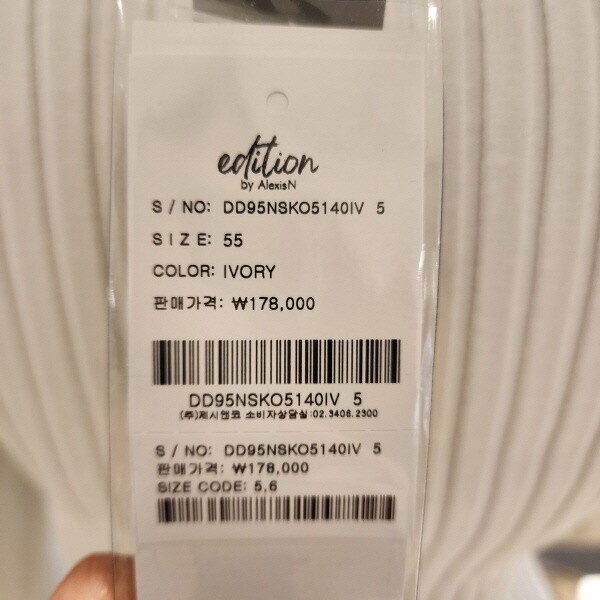 edition
by AlexisN
S / NO: DD95NSKO5140IV 5
SIZE: 55
COLOR: IVORY
판매가격: ₩178,000
DD95NSKO5140IV 5
(주)제시앤코 소비자상담실:02.3408.2300
S / NO: DD95NSKO5140IV 5
판매가격: ₩178,000
SIZE CODE: 5,6